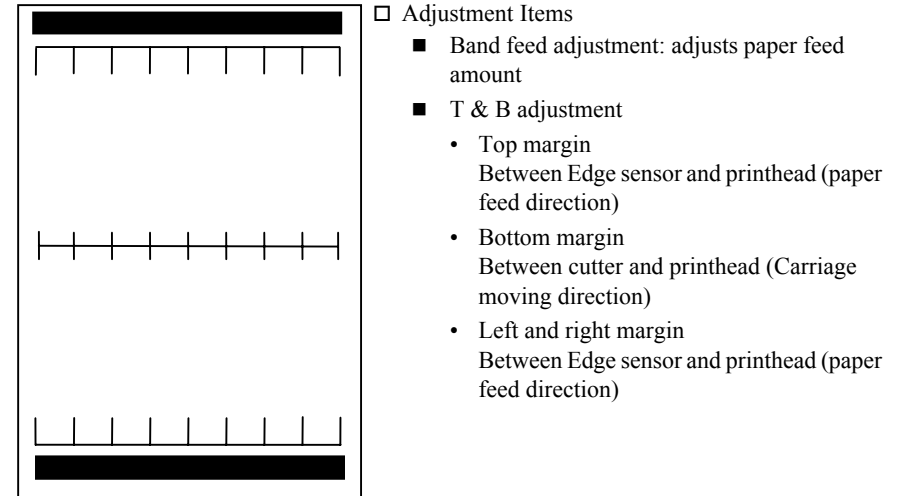 □ Adjustment Items
■ Band feed adjustment: adjusts paper feed
amount
■ T & B adjustment
• Top margin
Between Edge sensor and printhead (paper
feed direction)
• Bottom margin
Between cutter and printhead (Carriage
moving direction)
• Left and right margin
Between Edge sensor and printhead (paper
feed direction)